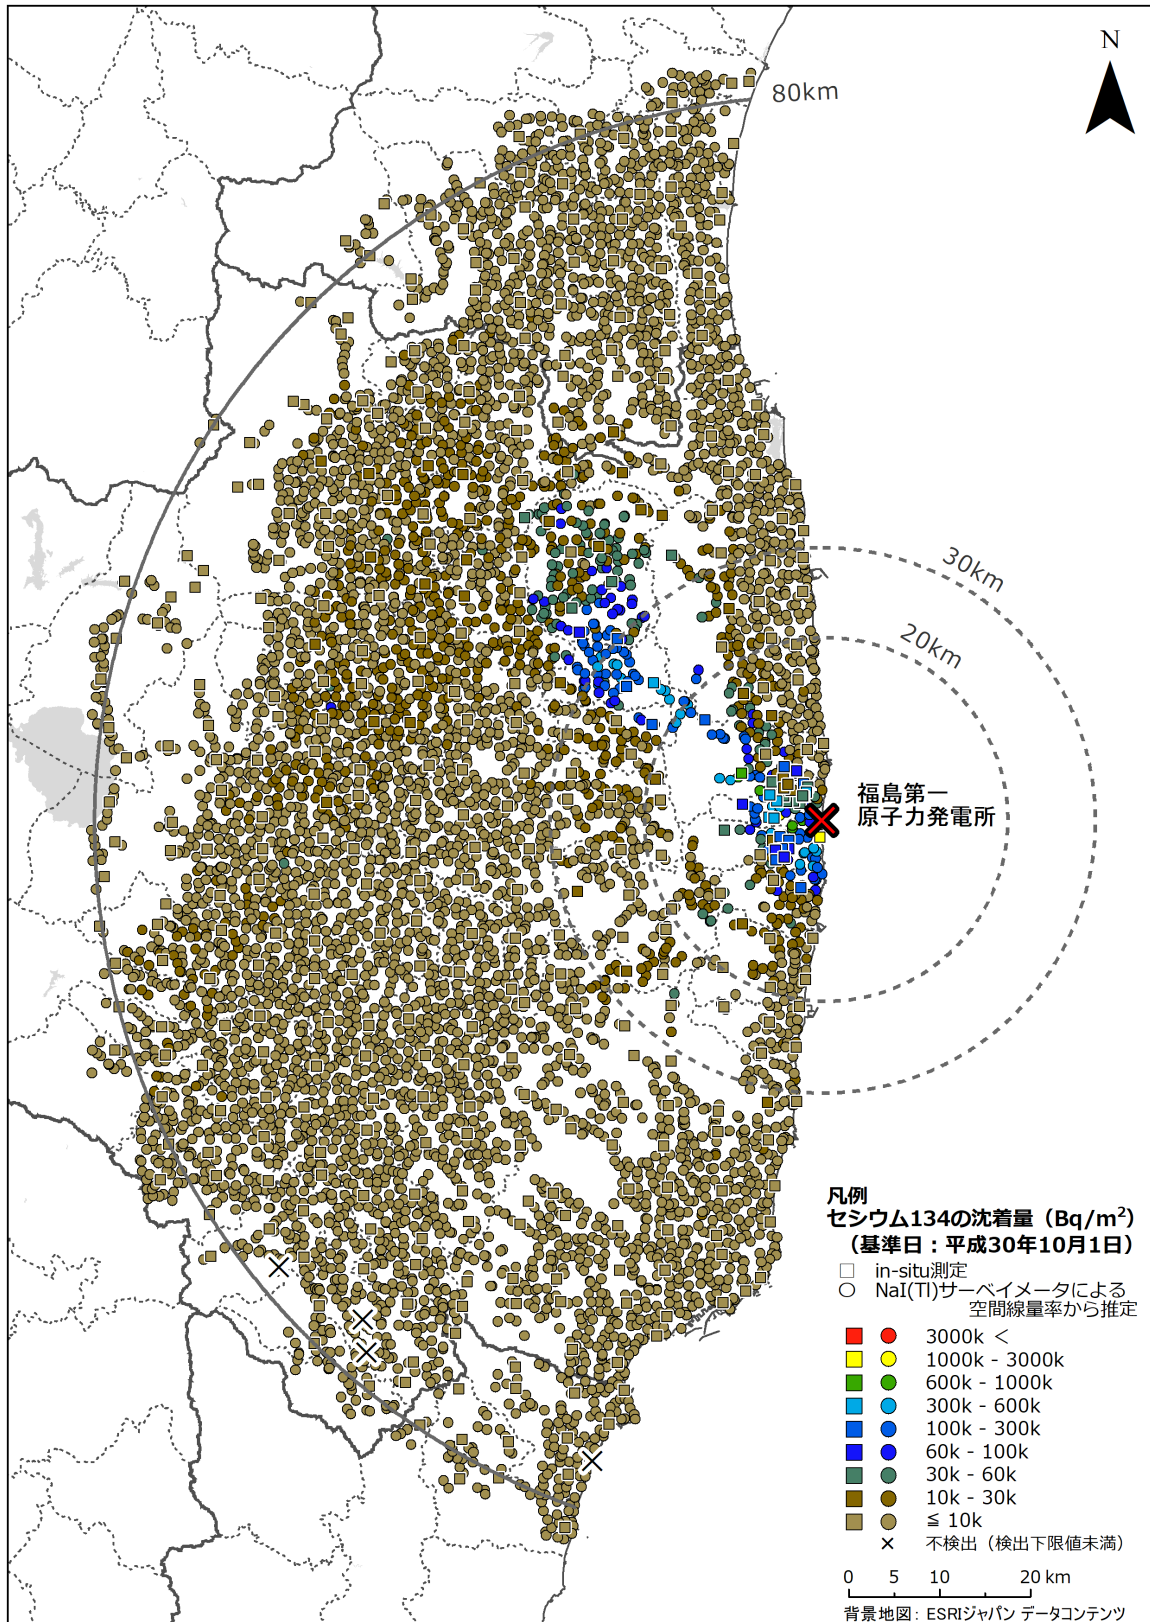 N
80km
30km
20km
福島第一
原子力発電所
凡例
セシウム134の沈着量（Bq/m²）
（基準日：平成30年10月1日）
in-situ測定
NaI(Tl)サーベイメータによる
空間線量率から推定
3000k <
1000k - 3000k
600k - 1000k
300k - 600k
100k - 300k
60k - 100k
30k - 60k
10k - 30k
≦ 10k
不検出（検出下限値未満）
0 5 10 20 km
背景地図: ESRIジャパン データコンテンツ